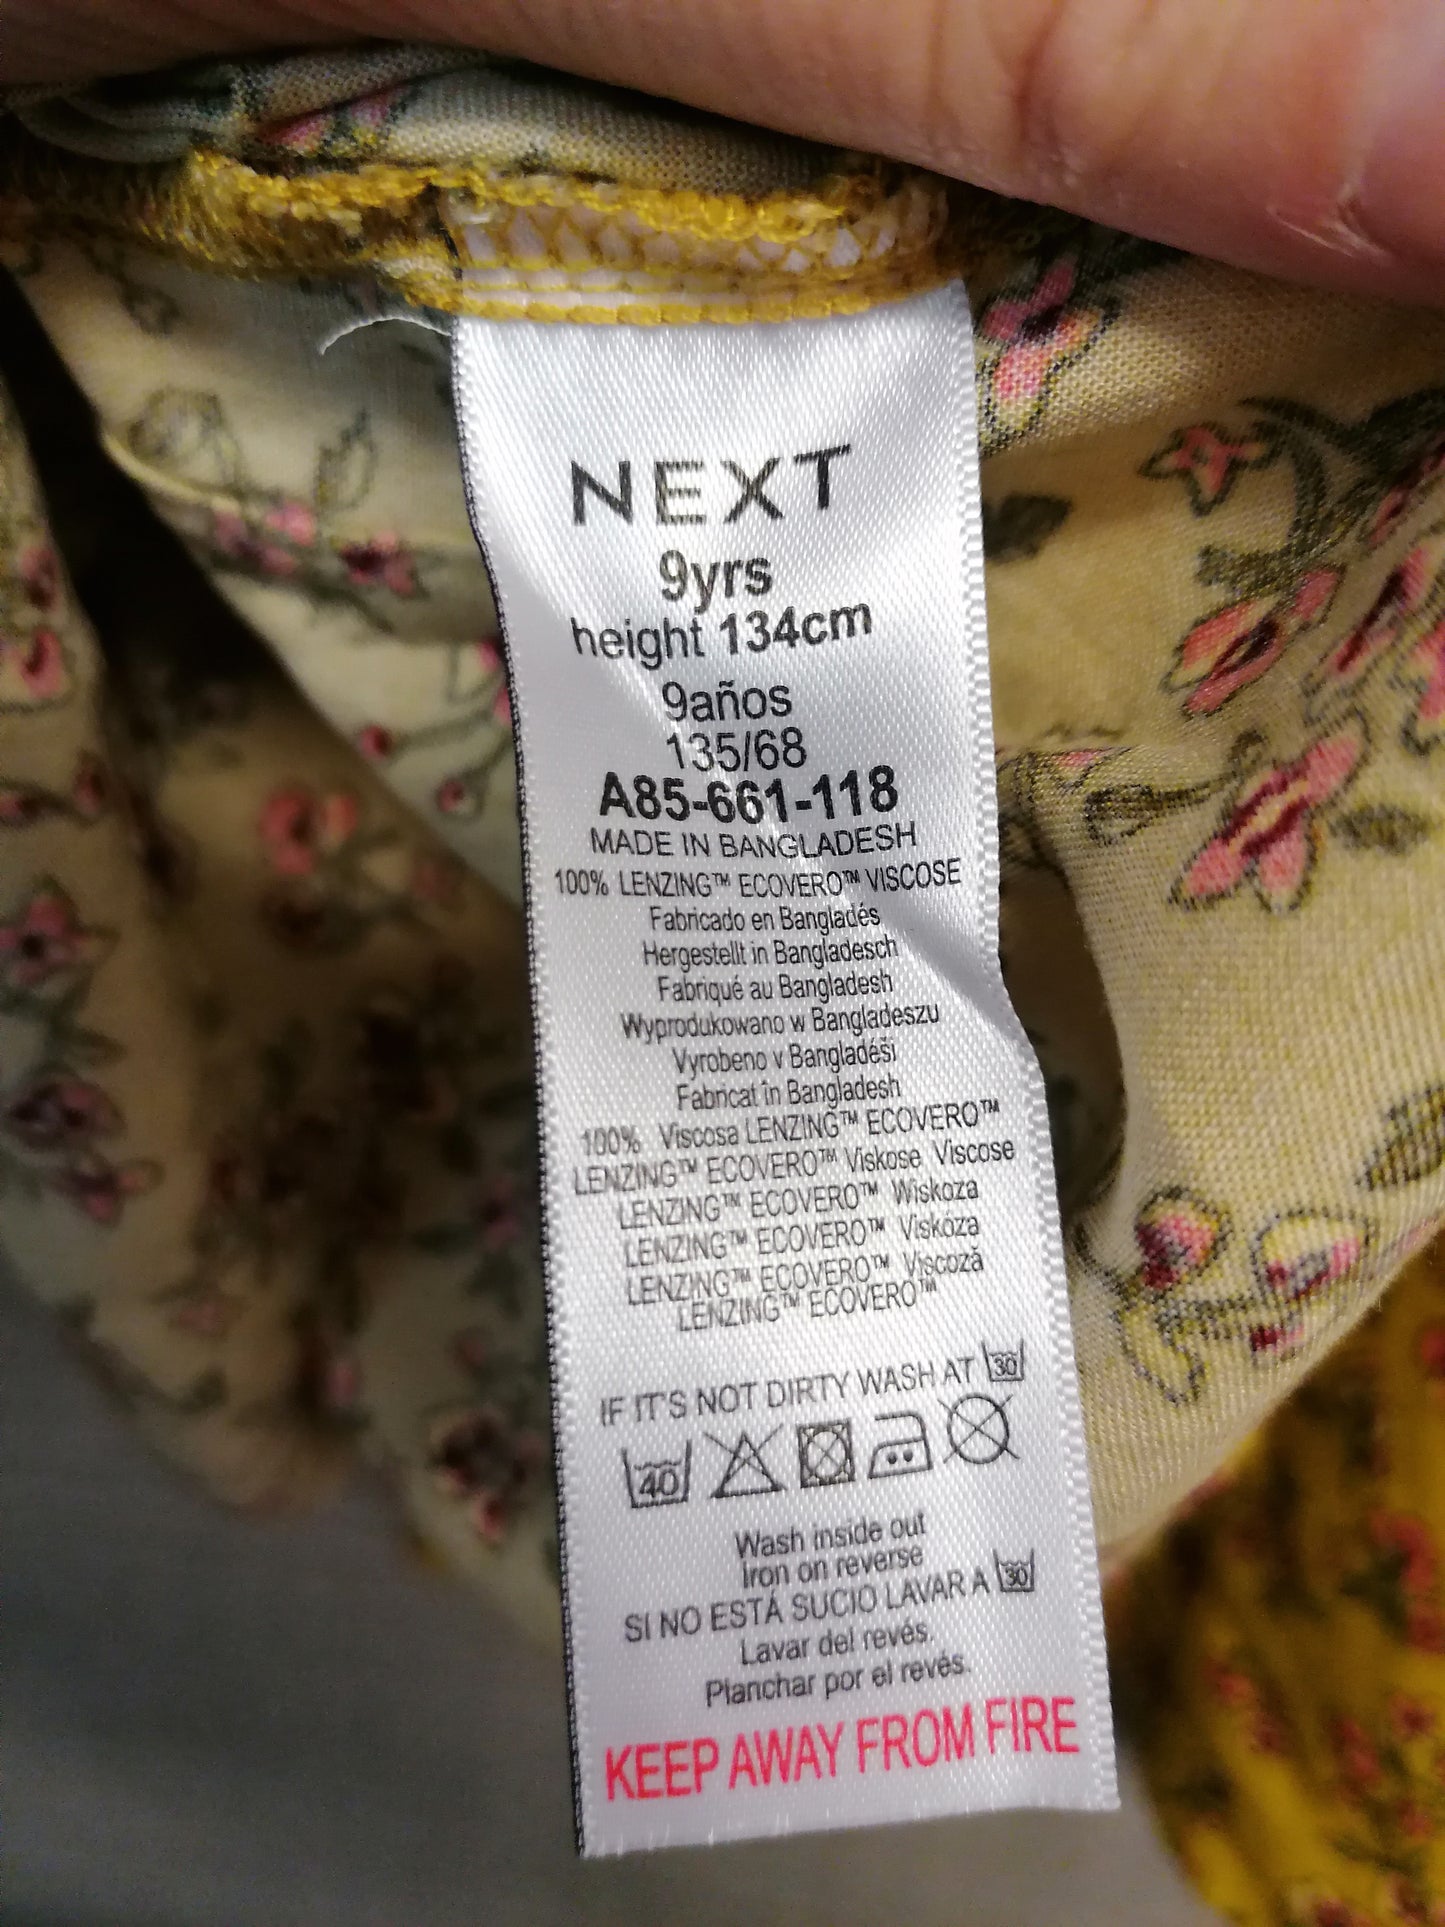 NEXT
9yrs
height 134cm
9años
135/68
A85-661-118
MADE IN BANGLADESH
100% LENZING™ ECOVERO™ VISCOSE
Fabricado en Bangladés
Hergestellt in Bangladesch
Fabriqué au Bangladesh
Wyprodukowano w Bangladeszu
Vyrobeno v Bangladéši
Fabricat în Bangladesh
100% Viscosa LENZING™ ECOVERO™
LENZING™ ECOVERO™ Viskose Viscose
LENZING™ ECOVERO™ Wiskoza
LENZING™ ECOVERO™ Viskóza
LENZING™ ECOVERO™ Viscoză
LENZING™ ECOVERO™
IF IT'S NOT DIRTY WASH AT 30
40
Wash inside out
Iron on reverse
SI NO ESTÁ SUCIO LAVAR A 30
Lavar del revés.
Planchar por el revés.
KEEP AWAY FROM FIRE